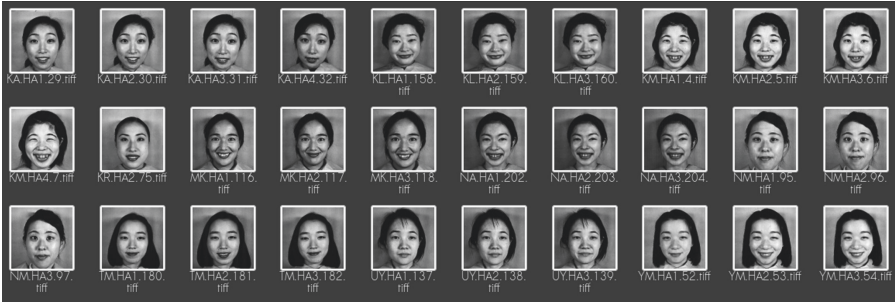 KA.HA1.29.tiff
KA.HA2.30.tiff
KA.HA3.31.tiff
KA.HA4.32.tiff
KL.HA1.158.
tiff
KL.HA2.159.
tiff
KL.HA3.160.
tiff
KM.HA1.4.tiff
KM.HA2.5.tiff
KM.HA3.6.tiff
KM.HA4.7.tiff
KR.HA2.75.tiff
MK.HA1.116.
tiff
MK.HA2.117.
tiff
MK.HA3.118.
tiff
NA.HA1.202.
tiff
NA.HA2.203.
tiff
NA.HA3.204.
tiff
NM.HA1.95.
tiff
NM.HA2.96.
tiff
NM.HA3.97.
tiff
TM.HA1.180.
tiff
TM.HA2.181.
tiff
TM.HA3.182.
tiff
UY.HA1.137.
tiff
UY.HA2.138.
tiff
UY.HA3.139.
tiff
YM.HA1.52.tiff
YM.HA2.53.tiff
YM.HA3.54.tiff